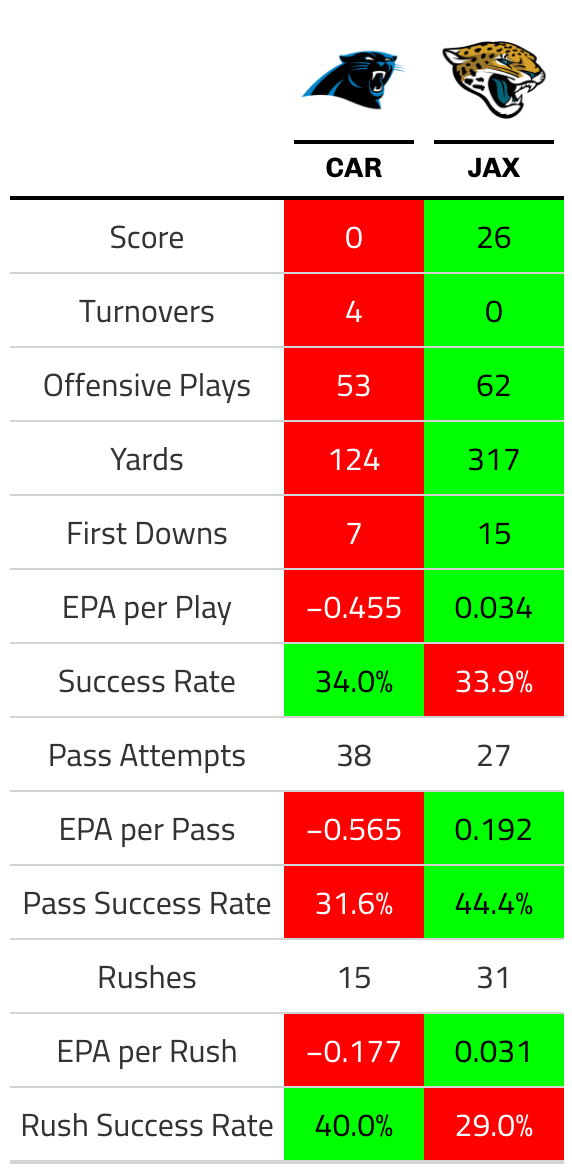 CAR JAX
Score 0 26
Turnovers 4 0
Offensive Plays 53 62
Yards 124 317
First Downs 7 15
EPA per Play −0.455 0.034
Success Rate 34.0% 33.9%
Pass Attempts 38 27
EPA per Pass −0.565 0.192
Pass Success Rate 31.6% 44.4%
Rushes 15 31
EPA per Rush −0.177 0.031
Rush Success Rate 40.0% 29.0%